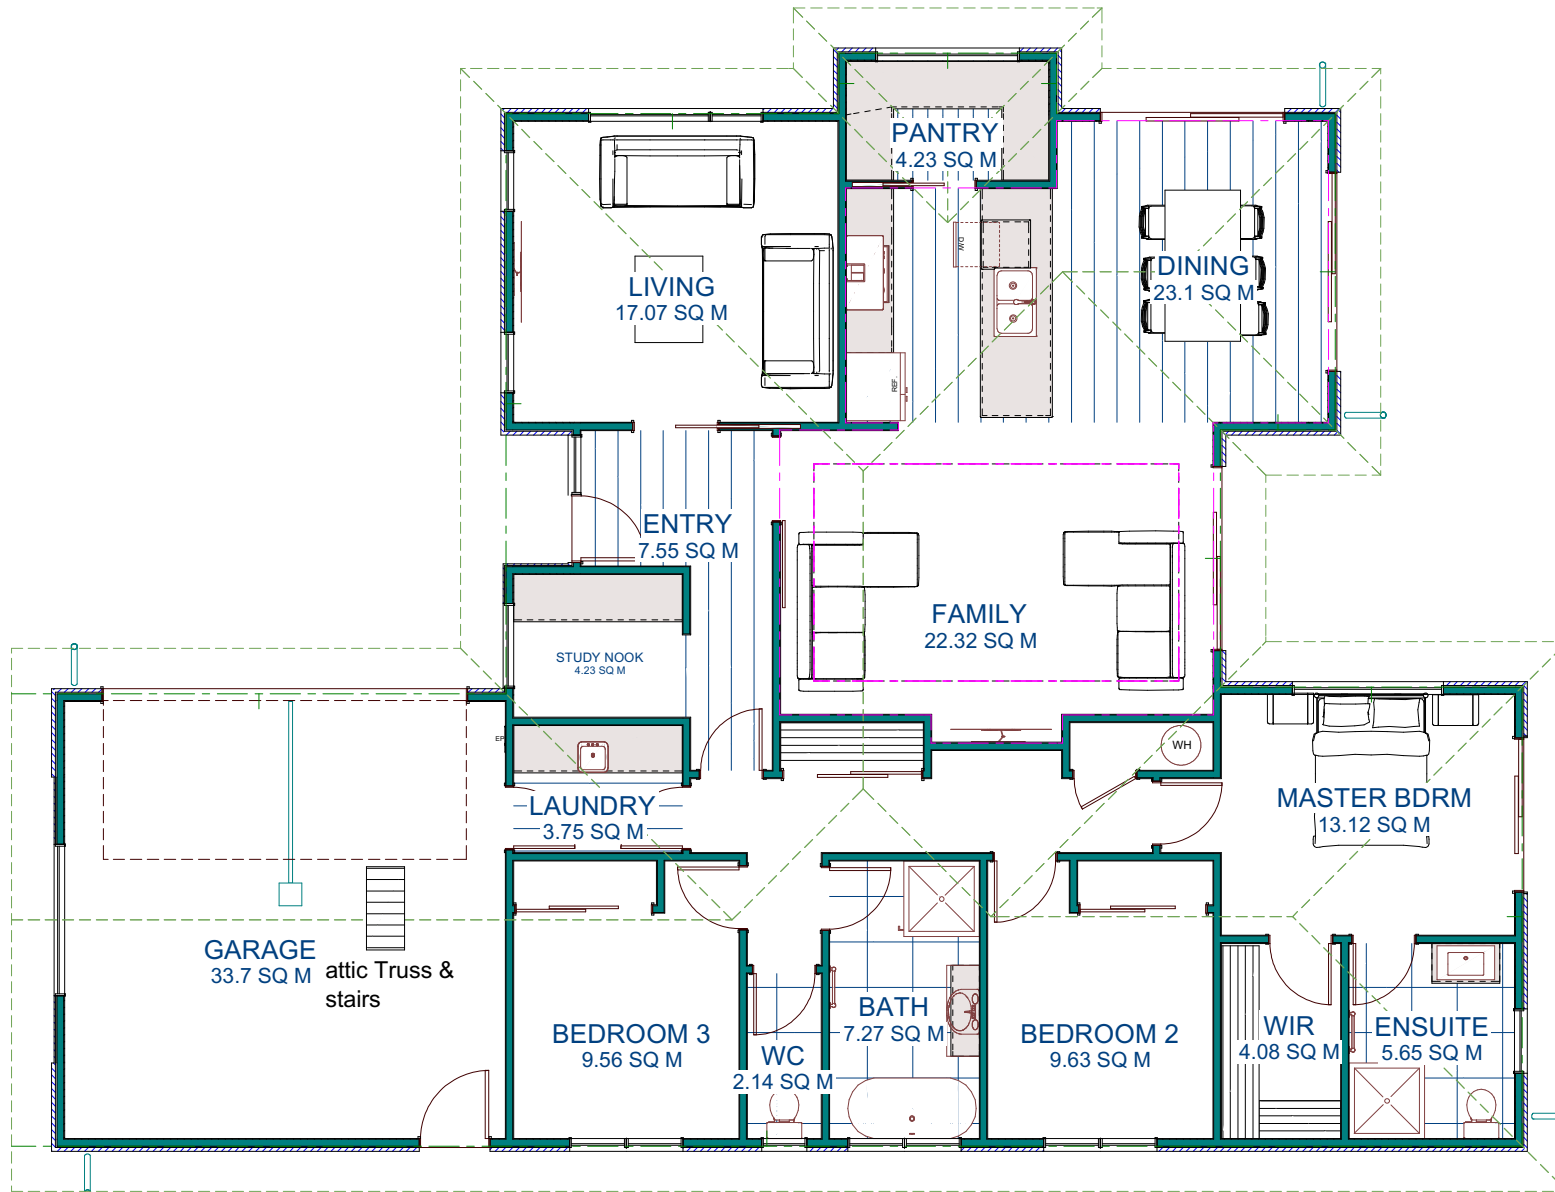 PANTRY
4.23 SQ M
LIVING
17.07 SQ M
D/W
DINING
23.1 SQ M
REF.
ENTRY
7.55 SQ M
FAMILY
22.32 SQ M
STUDY NOOK
4.23 SQ M
EP
WH
LAUNDRY
3.75 SQ M
MASTER BDRM
13.12 SQ M
GARAGE
33.7 SQ M
attic Truss &
stairs
BEDROOM 3
9.56 SQ M
WC
2.14 SQ M
BATH
7.27 SQ M
BEDROOM 2
9.63 SQ M
WIR
4.08 SQ M
ENSUITE
5.65 SQ M